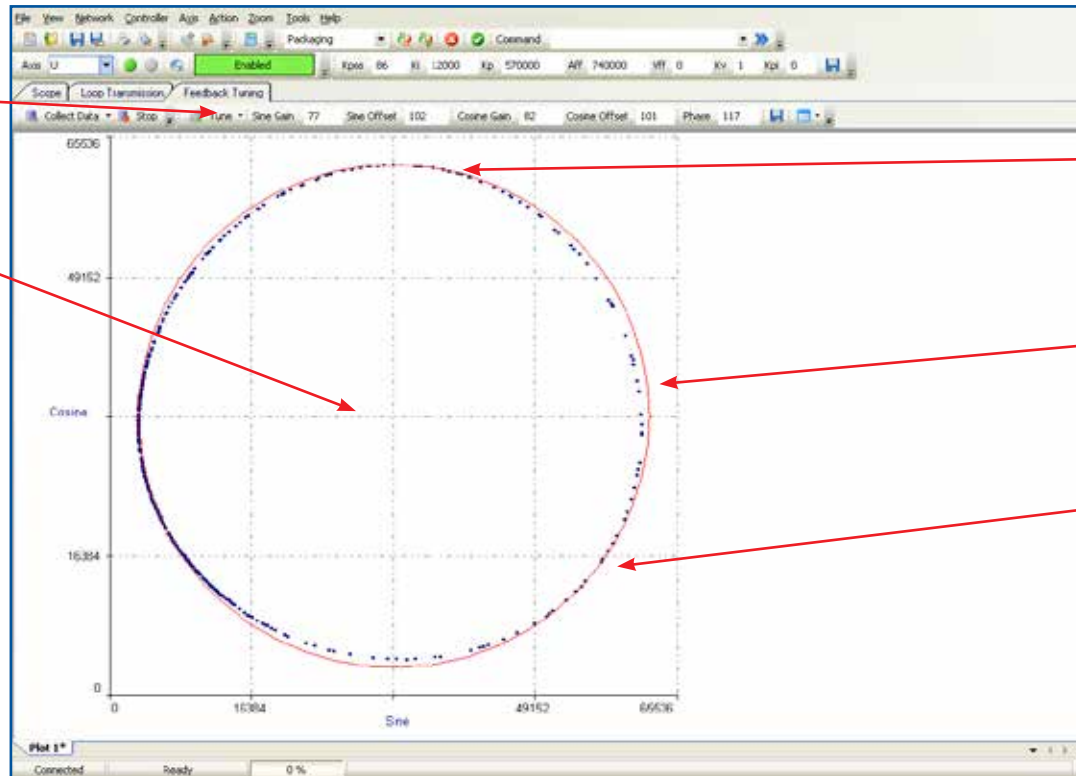 File View Network Controller Axis Action Zoom Tools Help
Packaging Command
Axis U Enabled Kpos 86 Ki 12000 Kp 570000 Aff 740000 Vff 0 Kv 1 Kpi 0
Scope Loop Transmission Feedback Tuning
Collect Data Stop Tune Sine Gain 77 Sine Offset 102 Cosine Gain 82 Cosine Offset 101 Phase 117
65536
49152
Cosine
16384
0
0 16384 49152 65536
Sine
Plot 1*
Connected Ready 0 %